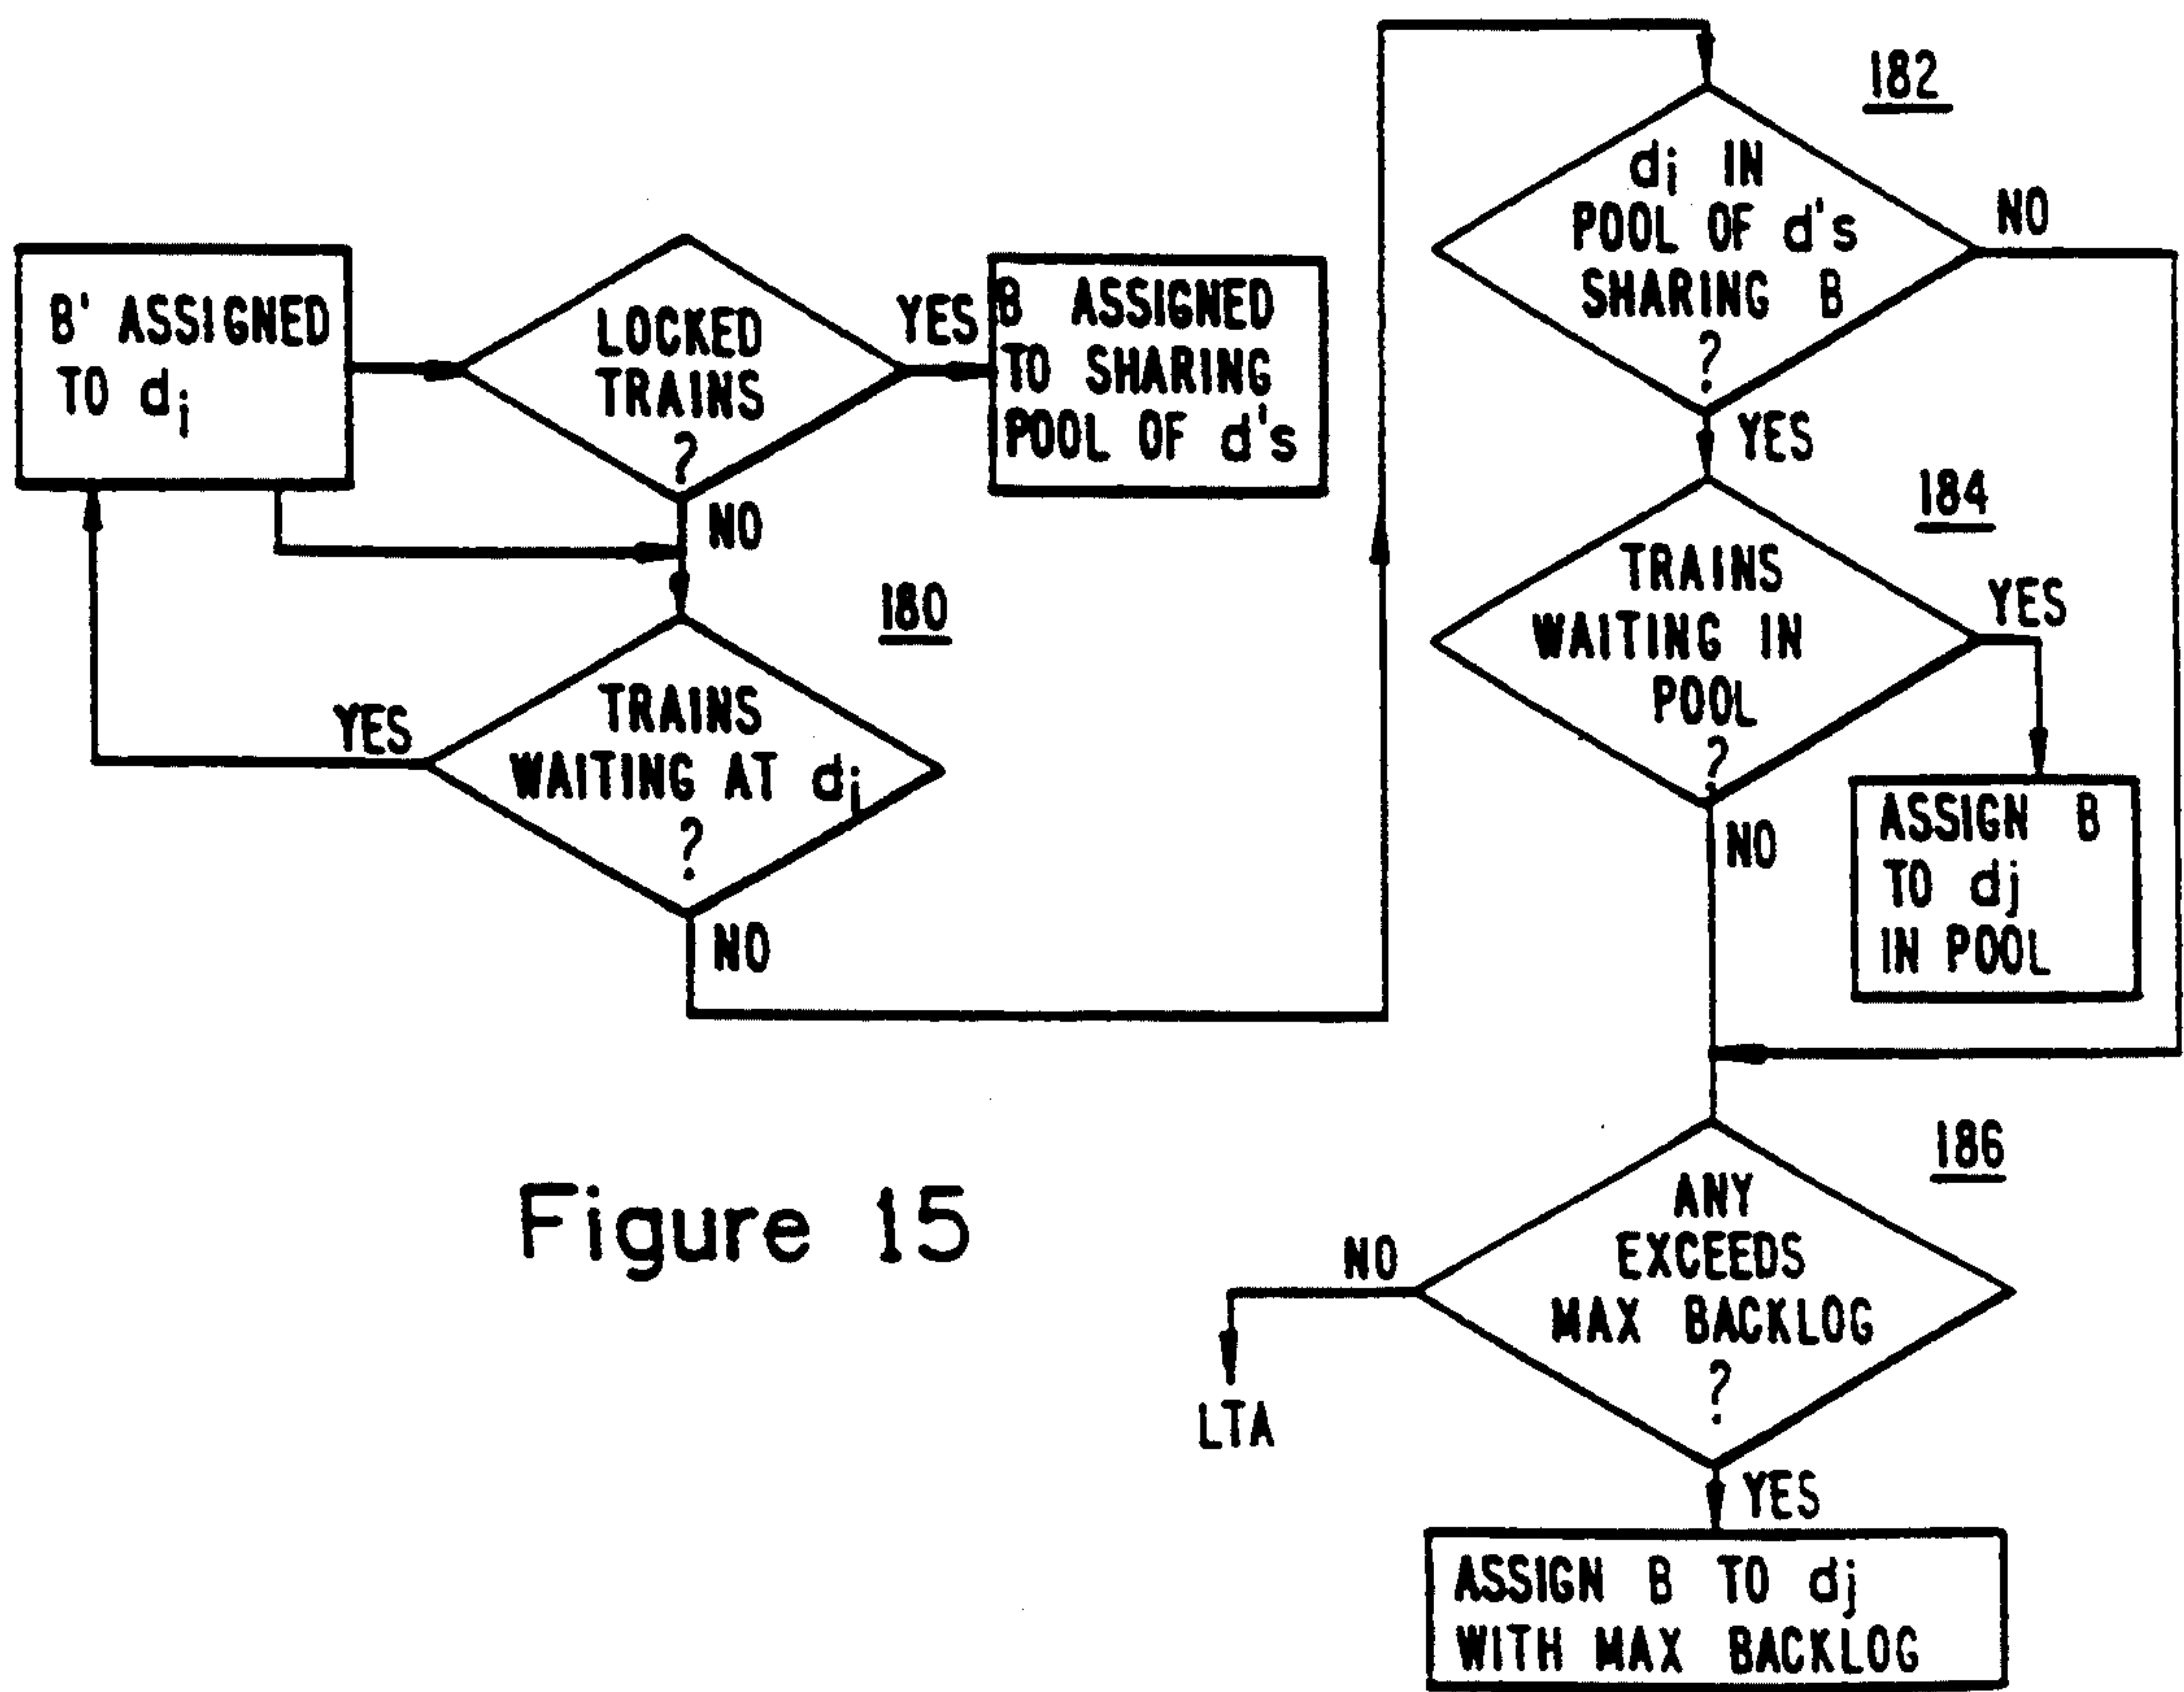 B' ASSIGNED
TO di
LOCKED
TRAINS
?
YES
NO
B ASSIGNED
TO SHARING
POOL OF d's
180
TRAINS
WAITING AT di
?
YES
NO
182
di IN
POOL OF d's
SHARING B
?
NO
YES
184
TRAINS
WAITING IN
POOL
?
YES
NO
ASSIGN B
TO dj
IN POOL
186
ANY
EXCEEDS
MAX BACKLOG
?
NO
LTA
YES
ASSIGN B TO dj
WITH MAX BACKLOG
Figure 15